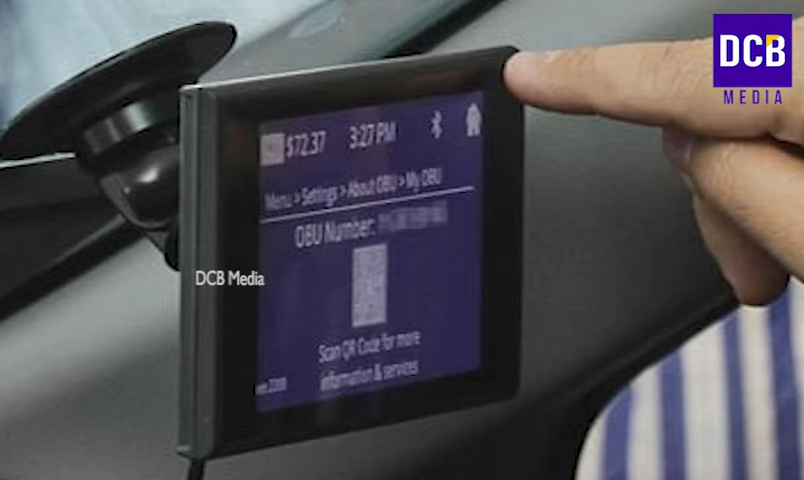 DCB
MEDIA
$72.37 3:27 PM
Menu > Settings > About OBU > My OBU
OBU Number:
DCB Media
Scan QR Code for more
information & services